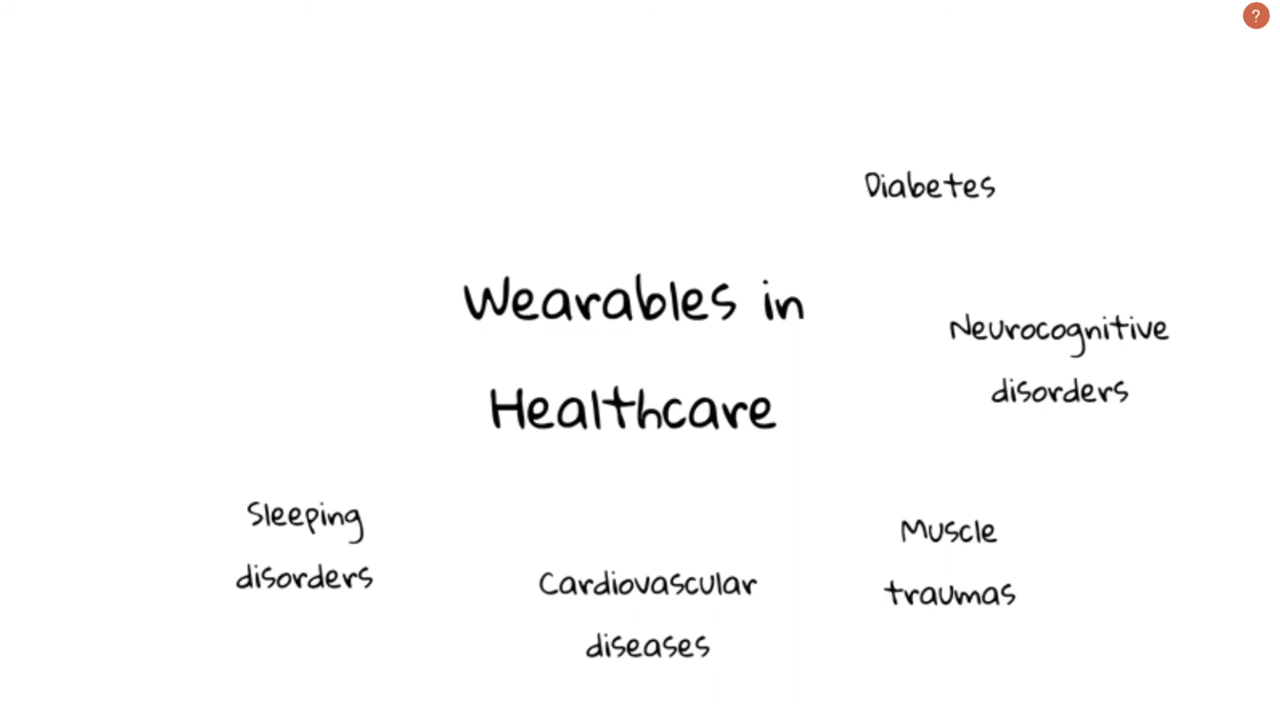 ?
Diabetes
Wearables in
Healthcare
Neurocognitive
disorders
Sleeping
disorders
Cardiovascular
diseases
Muscle
traumas